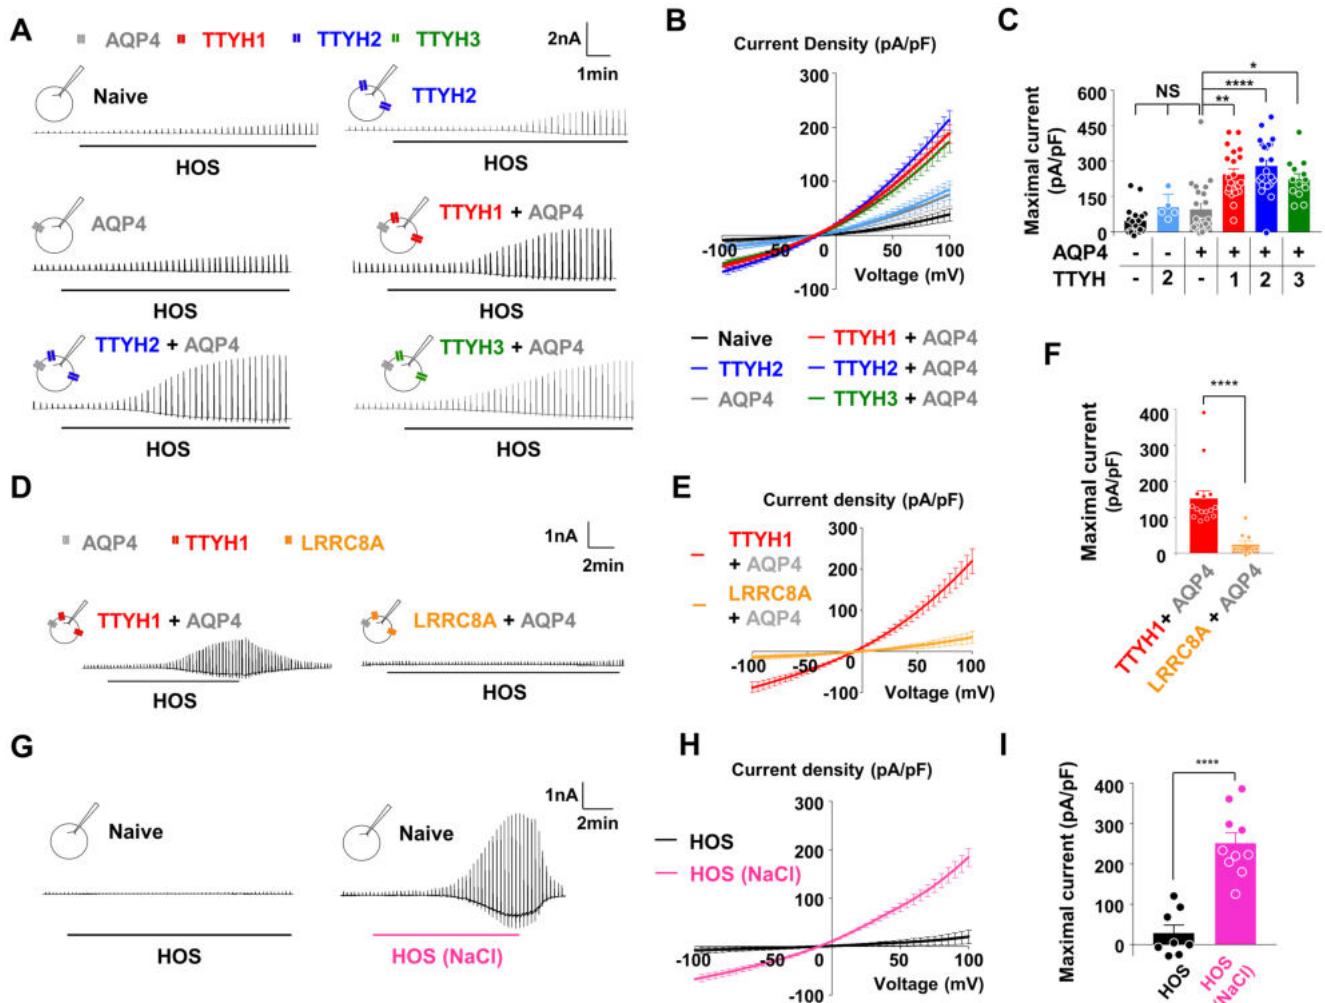 A
AQP4 TTYH1 TTYH2 TTYH3
2nA
1min
Naive
HOS
TTYH2
HOS
AQP4
HOS
TTYH1 + AQP4
HOS
TTYH2 + AQP4
HOS
TTYH3 + AQP4
HOS
B
Current Density (pA/pF)
300
200
100
-100 -50 0 50 100
Voltage (mV)
-100
Naive
TTYH2
AQP4
TTYH1 + AQP4
TTYH2 + AQP4
TTYH3 + AQP4
C
Maximal current
(pA/pF)
600
450
300
150
0
NS
*
****
**
AQP4 - - + + + +
TTYH - 2 - 1 2 3
D
AQP4 TTYH1 LRRC8A
1nA
2min
TTYH1 + AQP4
HOS
LRRC8A + AQP4
HOS
E
Current density (pA/pF)
TTYH1
+ AQP4
LRRC8A
+ AQP4
300
200
100
-100 -50 0 50 100
-100
Voltage (mV)
F
Maximal current
(pA/pF)
400
300
200
100
0
****
TTYH1+ AQP4
LRRC8A + AQP4
G
1nA
2min
Naive
HOS
Naive
HOS (NaCl)
H
Current density (pA/pF)
HOS
HOS (NaCl)
300
200
100
-100 -50 0 50 100
Voltage (mV)
-100
I
Maximal current (pA/pF)
400
300
200
100
0
****
HOS
HOS
(NaCl)